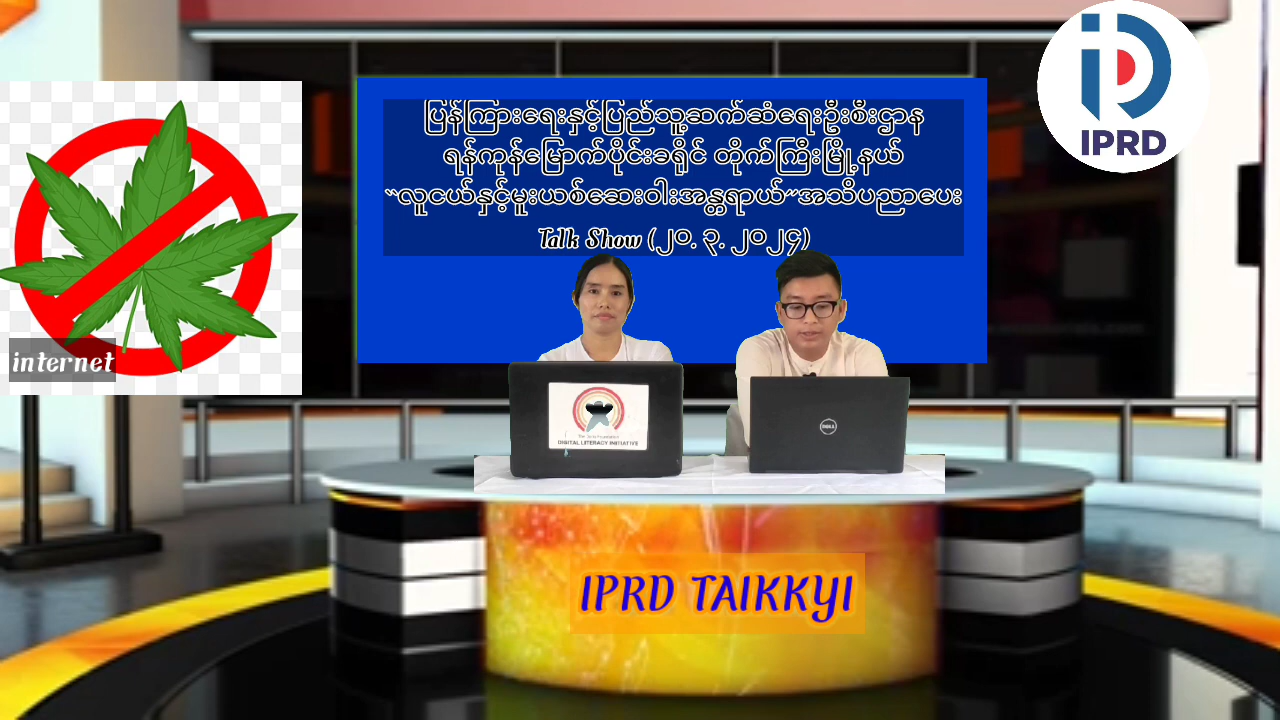 IPRD
ပြန်ကြားရေးနှင့်ပြည်သူ့ဆက်ဆံရေးဦးစီးဌာန
ရန်ကုန်မြောက်ပိုင်းခရိုင် တိုက်ကြီးမြို့နယ်
“လူငယ်နှင့်မူးယစ်ဆေးဝါးအန္တရာယ်”အသိပညာပေး
Talk Show (၂၀. ၃. ၂၀၂၄)
internet
DELL
DIGITAL LITERACY INITIATIVE
IPRD TAIKKYI